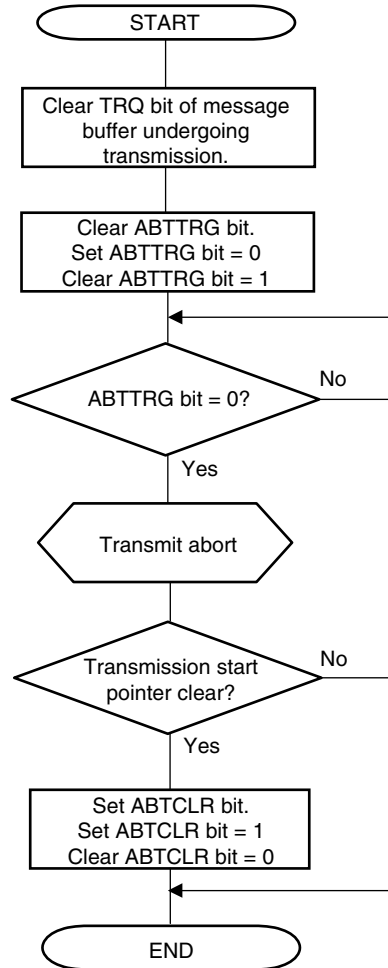 START
Clear TRQ bit of message
buffer undergoing
transmission.
Clear ABTTRG bit.
Set ABTTRG bit = 0
Clear ABTTRG bit = 1
ABTTRG bit = 0?
No
Yes
Transmit abort
Transmission start
pointer clear?
No
Yes
Set ABTCLR bit.
Set ABTCLR bit = 1
Clear ABTCLR bit = 0
END